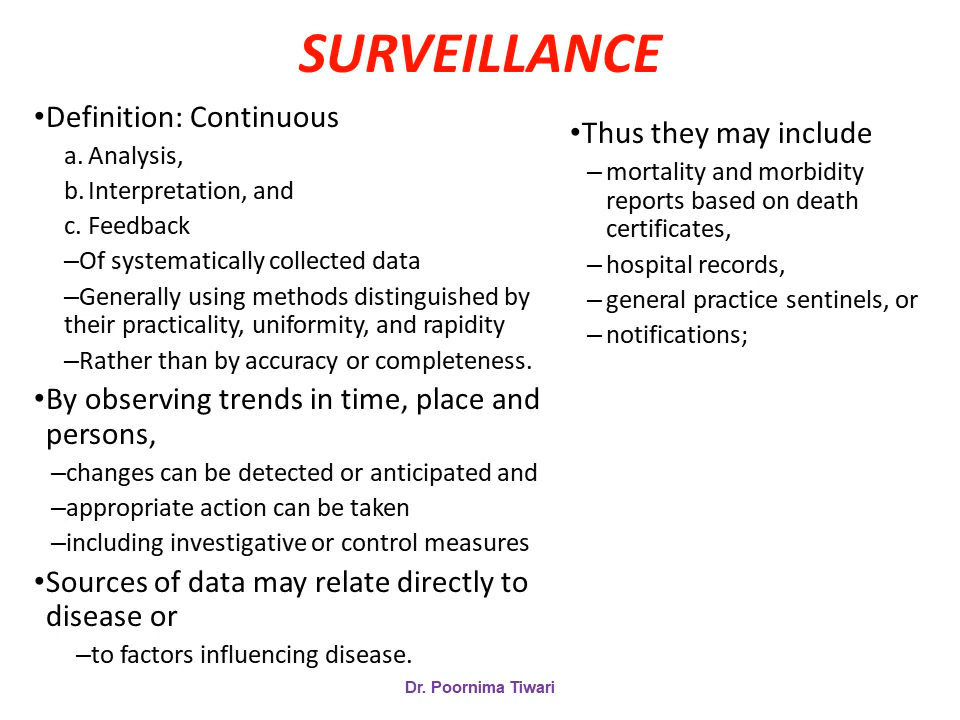 SURVEILLANCE
•Definition: Continuous
a. Analysis,
b. Interpretation, and
c. Feedback
–Of systematically collected data
–Generally using methods distinguished by
their practicality, uniformity, and rapidity
–Rather than by accuracy or completeness.
•By observing trends in time, place and
persons,
–changes can be detected or anticipated and
–appropriate action can be taken
–including investigative or control measures
•Sources of data may relate directly to
disease or
–to factors influencing disease.
•Thus they may include
–mortality and morbidity
reports based on death
certificates,
–hospital records,
–general practice sentinels, or
–notifications;
Dr. Poornima Tiwari